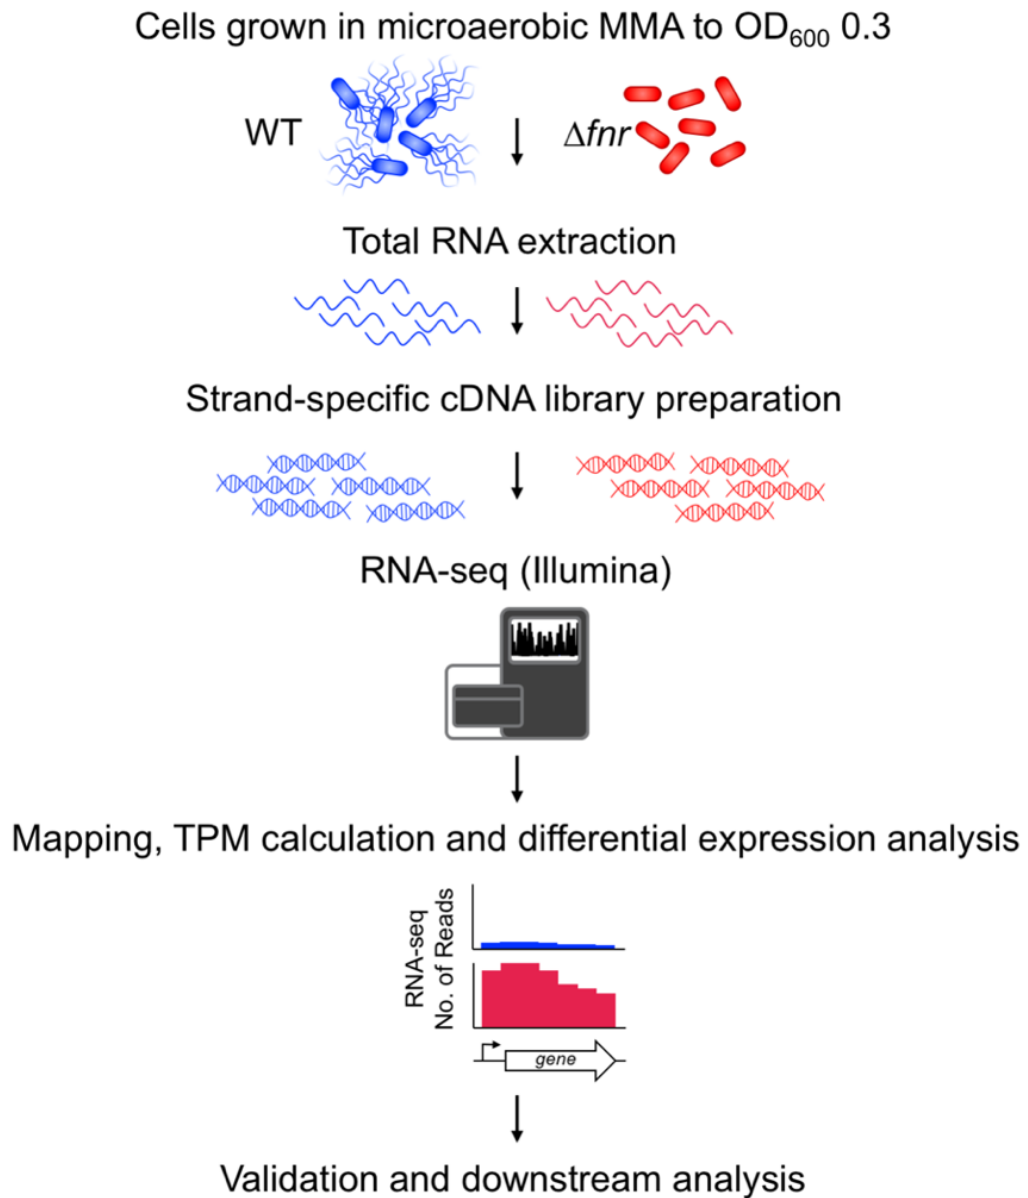 Cells grown in microaerobic MMA to OD₆₀₀ 0.3
WT
Δfnr
Total RNA extraction
Strand-specific cDNA library preparation
RNA-seq (Illumina)
Mapping, TPM calculation and differential expression analysis
RNA-seq
No. of Reads
gene
Validation and downstream analysis